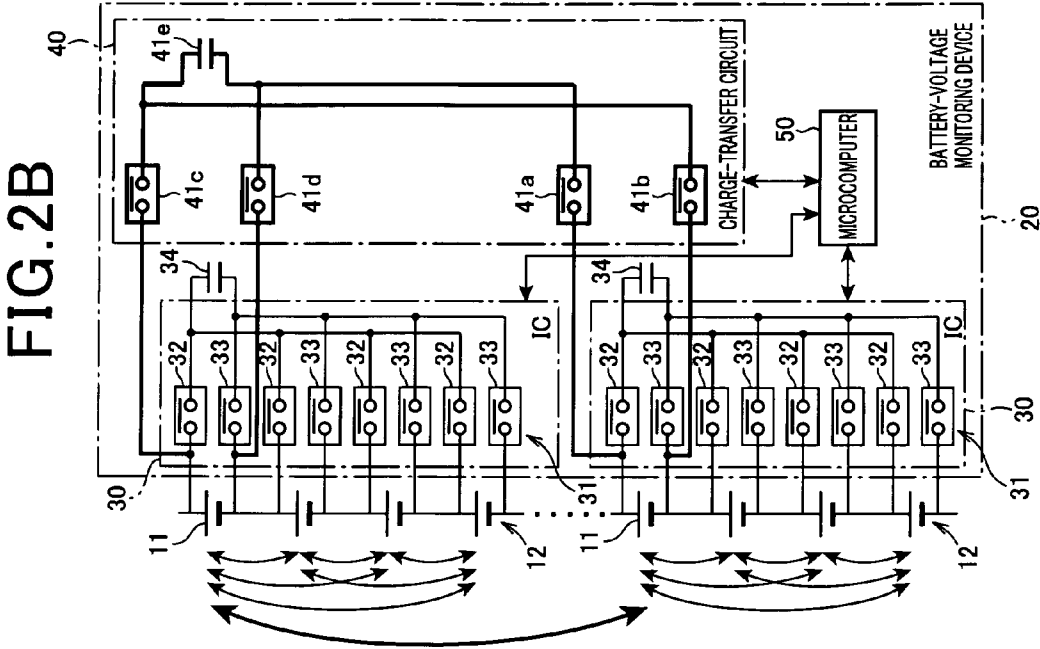 FIG.2B
40
41e
41c
41d
41a
41b
CHARGE-TRANSFER CIRCUIT
50
MICROCOMPUTER
BATTERY-VOLTAGE
MONITORING DEVICE
20
34
34
IC
IC
32
33
32
33
32
33
32
33
32
33
32
33
32
33
32
33
30
31
30
31
11
12
11
12